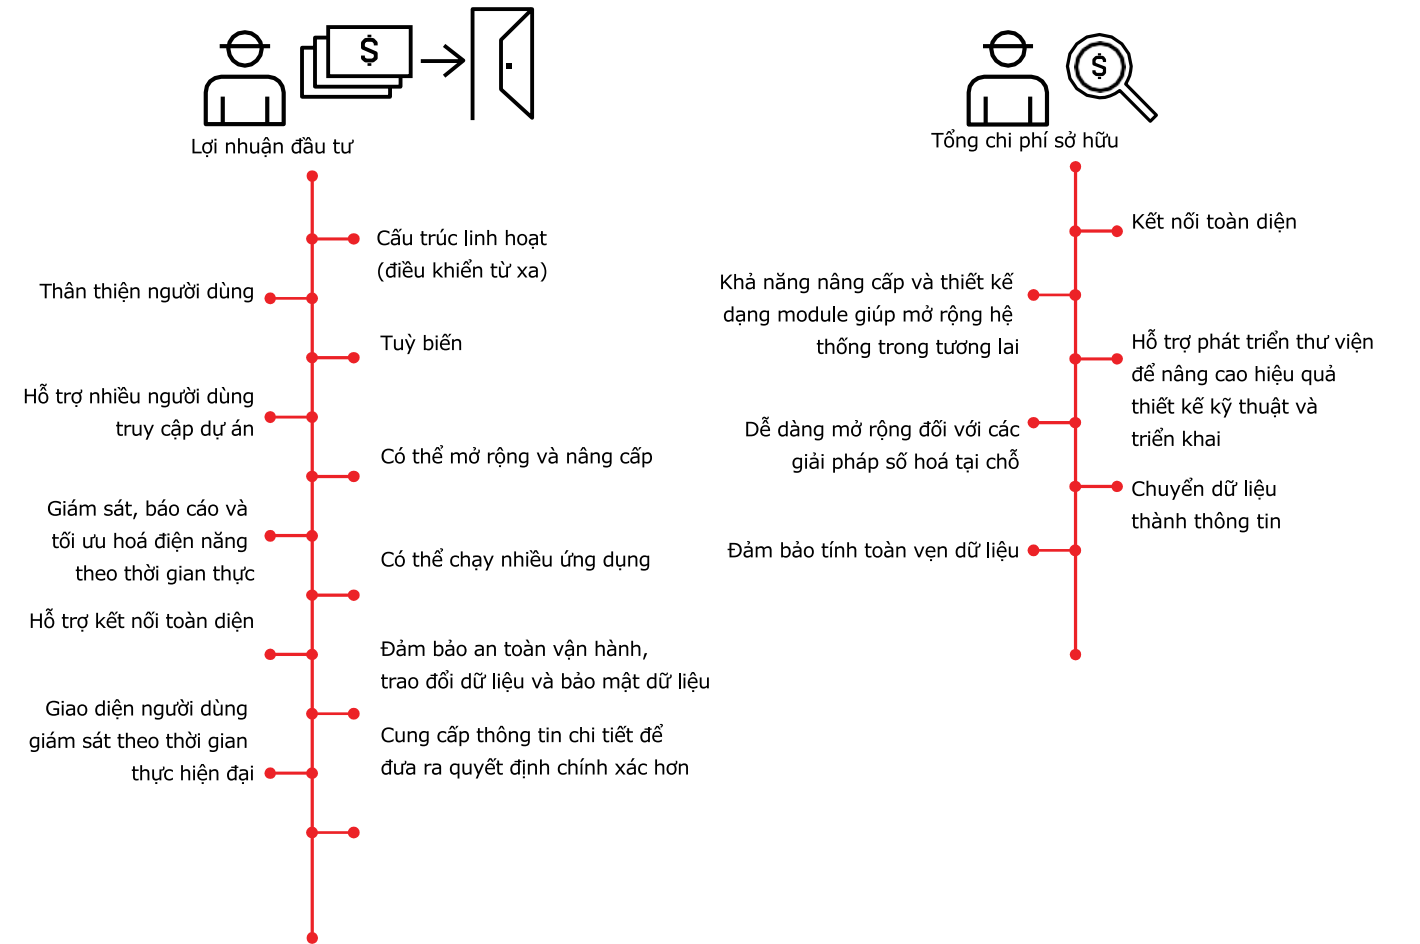 $
Lợi nhuận đầu tư
Cấu trúc linh hoạt
(điều khiển từ xa)
Thân thiện người dùng
Tuỳ biến
Hỗ trợ nhiều người dùng
truy cập dự án
Có thể mở rộng và nâng cấp
Giám sát, báo cáo và
tối ưu hoá điện năng
theo thời gian thực
Có thể chạy nhiều ứng dụng
Hỗ trợ kết nối toàn diện
Đảm bảo an toàn vận hành,
trao đổi dữ liệu và bảo mật dữ liệu
Giao diện người dùng
giám sát theo thời gian
thực hiện đại
Cung cấp thông tin chi tiết để
đưa ra quyết định chính xác hơn
$
Tổng chi phí sở hữu
Kết nối toàn diện
Khả năng nâng cấp và thiết kế
dạng module giúp mở rộng hệ
thống trong tương lai
Hỗ trợ phát triển thư viện
để nâng cao hiệu quả
thiết kế kỹ thuật và
triển khai
Dễ dàng mở rộng đối với các
giải pháp số hoá tại chỗ
Chuyển dữ liệu
thành thông tin
Đảm bảo tính toàn vẹn dữ liệu